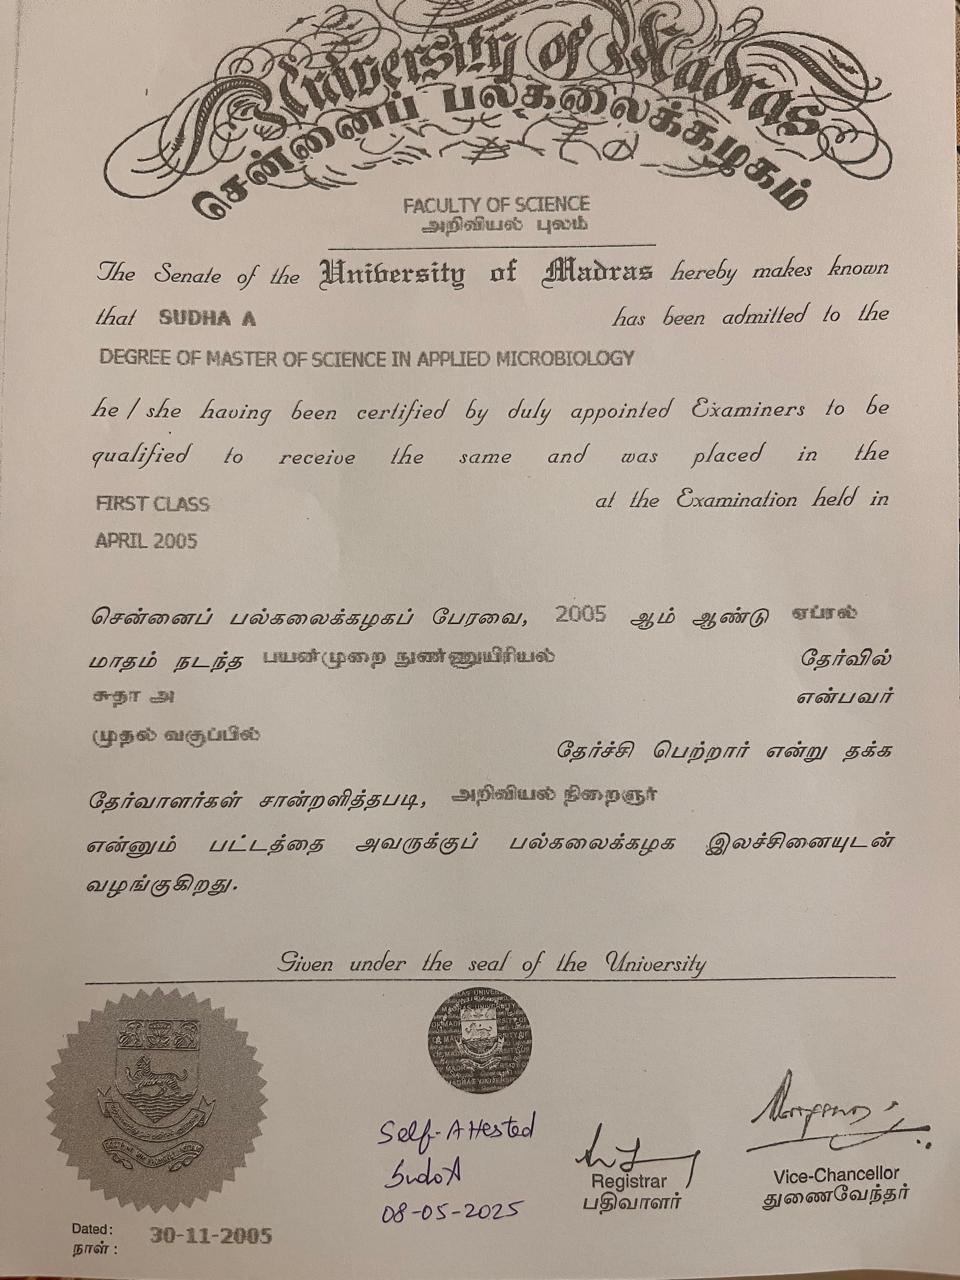 University of Madras
சென்னைப் பல்கலைக்கழகம்
FACULTY OF SCIENCE
அறிவியல் புலம்
The Senate of the University of Madras hereby makes known
that SUDHA A has been admitted to the
DEGREE OF MASTER OF SCIENCE IN APPLIED MICROBIOLOGY
he / she having been certified by duly appointed Examiners to be
qualified to receive the same and was placed in the
FIRST CLASS at the Examination held in
APRIL 2005
சென்னைப் பல்கலைக்கழகப் பேரவை, 2005 ஆம் ஆண்டு ஏப்ரல்
மாதம் நடந்த பயன்முறை நுண்ணுயிரியல் தேர்வில்
சுதா அ என்பவர்
முதல் வகுப்பில்
தேர்ச்சி பெற்றார் என்று தக்க
தேர்வாளர்கள் சான்றளித்தபடி, அறிவியல் நிறைஞர்
என்னும் பட்டத்தை அவருக்குப் பல்கலைக்கழக இலச்சினையுடன்
வழங்குகிறது.
Given under the seal of the University
Self-Attested
08-05-2025
Registrar
பதிவாளர்
Vice-Chancellor
துணைவேந்தர்
Dated: 30-11-2005
நாள் :